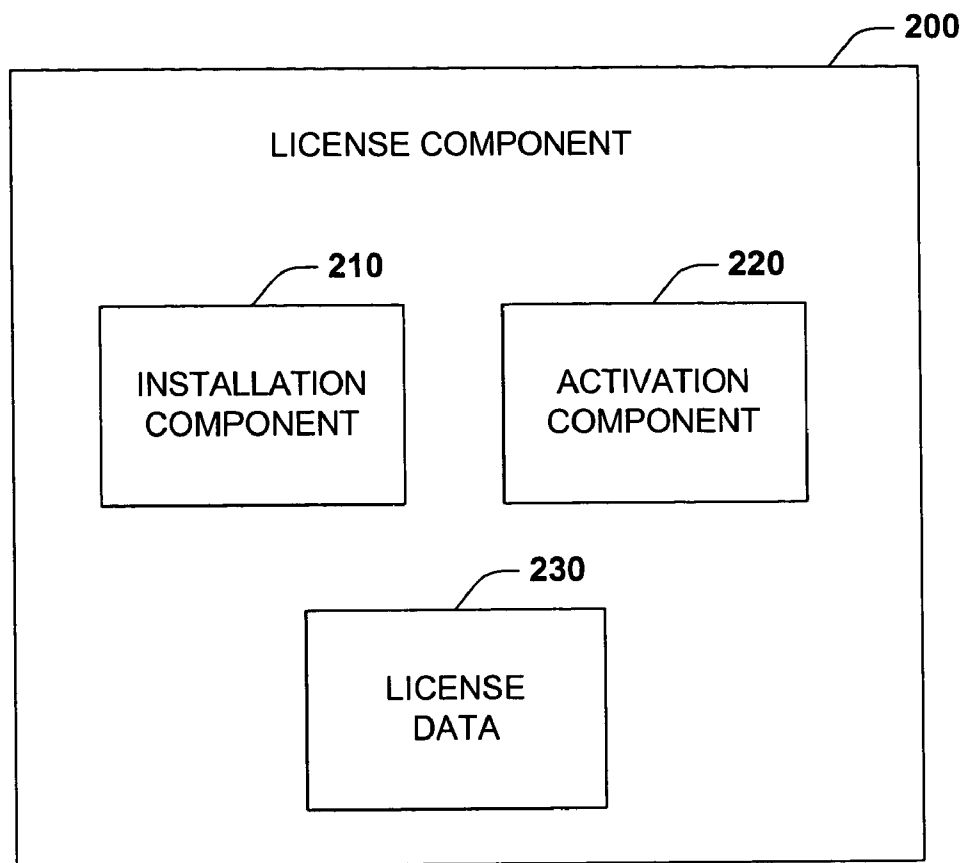 200
LICENSE COMPONENT
210
220
INSTALLATION
COMPONENT
ACTIVATION
COMPONENT
230
LICENSE
DATA